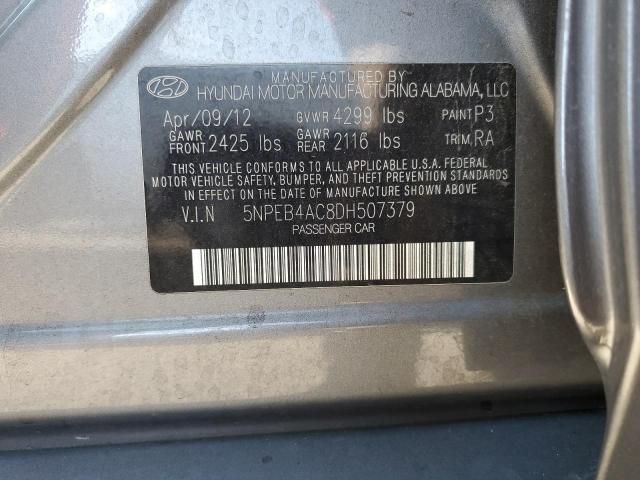 MANUFACTURED BY
HYUNDAI MOTOR MANUFACTURING ALABAMA, LLC
Apr/09/12 GVWR 4299 lbs PAINT P3
GAWR FRONT 2425 lbs GAWR REAR 2116 lbs TRIM RA
THIS VEHICLE CONFORMS TO ALL APPLICABLE U.S.A. FEDERAL
MOTOR VEHICLE SAFETY, BUMPER, AND THEFT PREVENTION STANDARDS
IN EFFECT ON THE DATE OF MANUFACTURE SHOWN ABOVE
V.I.N 5NPEB4AC8DH507379
PASSENGER CAR